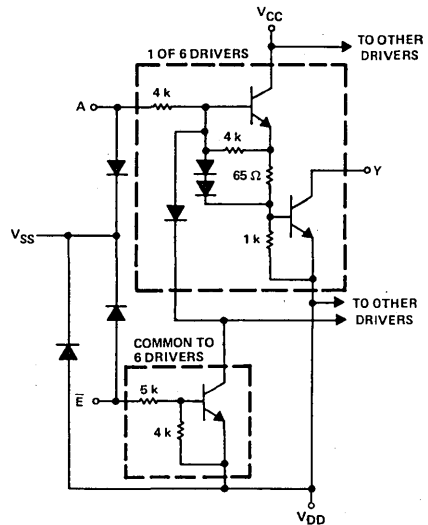 VCC
TO OTHER
DRIVERS
1 OF 6 DRIVERS
A
4 k
4 k
65 Ω
Y
1 k
VSS
TO OTHER
DRIVERS
COMMON TO
6 DRIVERS
E̅
5 k
4 k
VDD